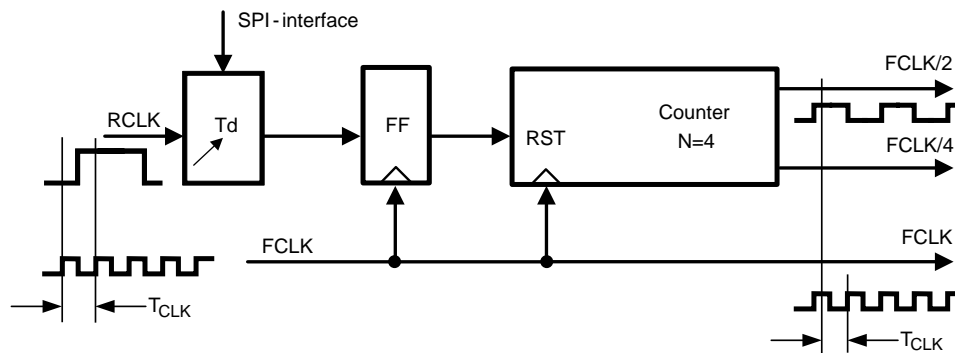 SPI-interface
FCLK/2
RCLK
Td
FF
Counter
N=4
RST
FCLK/4
FCLK
FCLK
TCLK
TCLK